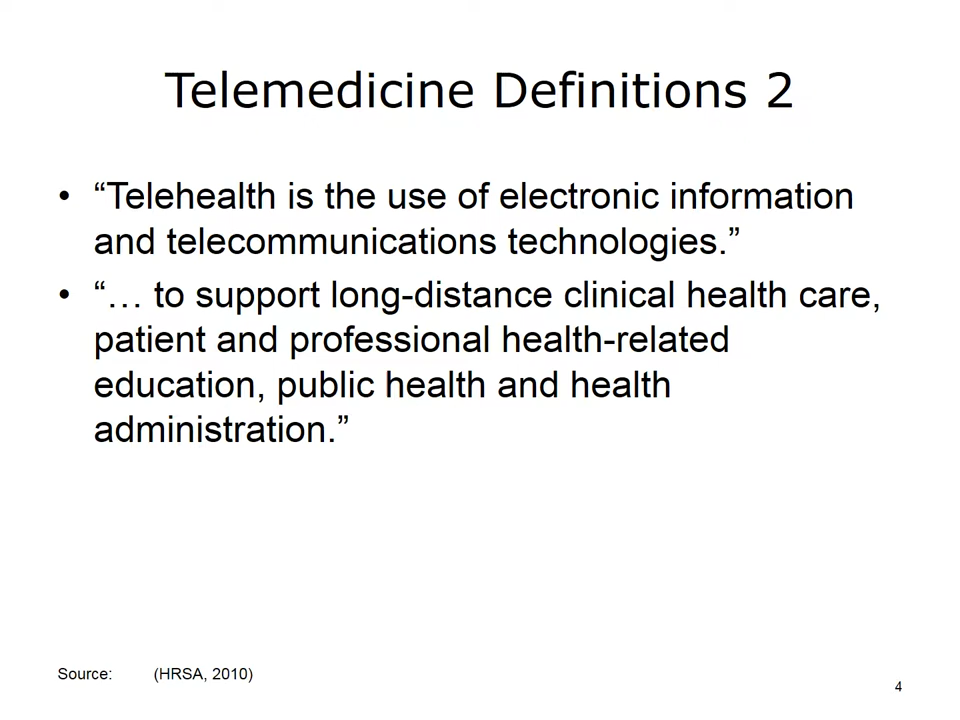 Telemedicine Definitions 2
• “Telehealth is the use of electronic information
and telecommunications technologies.”
• “… to support long-distance clinical health care,
patient and professional health-related
education, public health and health
administration.”
Source: (HRSA, 2010)
4